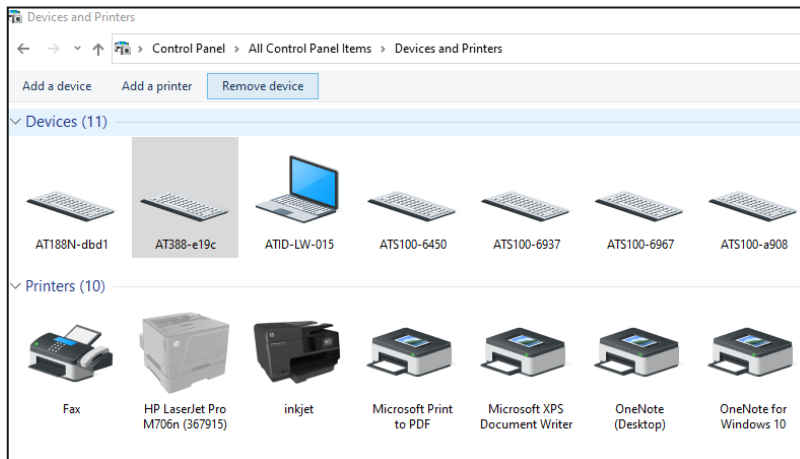 Devices and Printers
Control Panel > All Control Panel Items > Devices and Printers
Add a device Add a printer Remove device
Devices (11)
AT188N-dbd1 AT388-e19c ATID-LW-015 ATS100-6450 ATS100-6937 ATS100-6967 ATS100-a908
Printers (10)
Fax HP LaserJet Pro inkjet Microsoft Print Microsoft XPS OneNote OneNote for
M706n (367915) to PDF Document Writer (Desktop) Windows 10